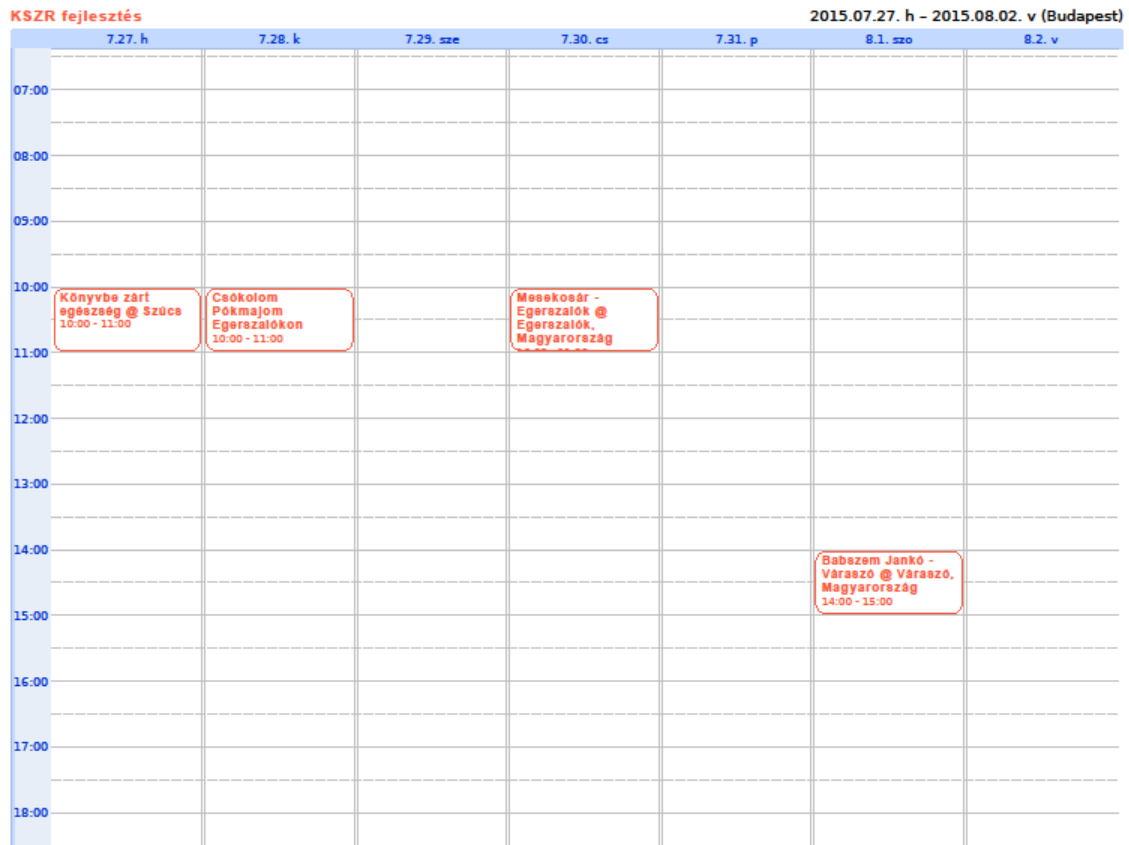 KSZR fejlesztés
2015.07.27. h – 2015.08.02. v (Budapest)
7.27. h 7.28. k 7.29. sze 7.30. cs 7.31. p 8.1. szo 8.2. v
07:00
08:00
09:00
10:00
Könyvbe zárt
egészség @ Szúcs
10:00 - 11:00
Csókolom
Pókmajom
Egerszalókon
10:00 - 11:00
Mesekosár -
Egerszalók @
Egerszalók,
Magyarország
11:00
12:00
13:00
14:00
Babszem Jankó -
Váraszó @ Váraszó,
Magyarország
14:00 - 15:00
15:00
16:00
17:00
18:00